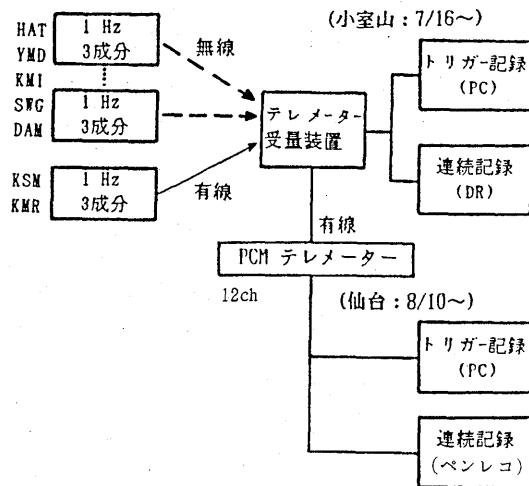 (小室山:7/16～)
HAT
YMD
KMI
SWG
DAM
1 Hz
3成分
1 Hz
3成分
無線
KSM
KMR
1 Hz
3成分
有線
テレメーター
受量装置
トリガー記録
(PC)
連続記録
(DR)
有線
PCM テレメーター
12ch
(仙台:8/10～)
トリガー記録
(PC)
連続記録
(ペンレコ)